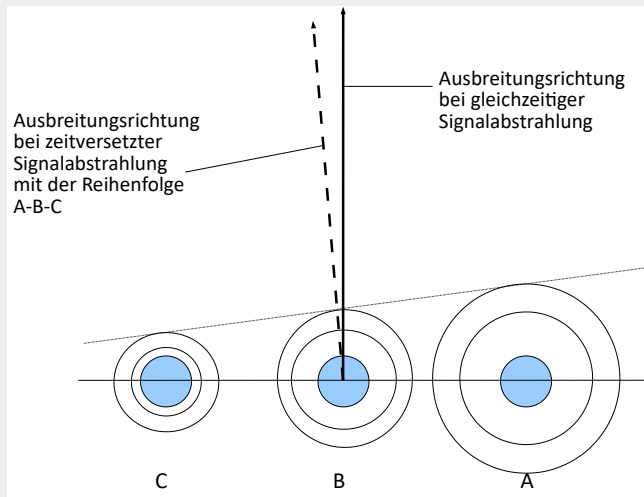 Ausbreitungsrichtung
bei zeitversetzter
Signalabstrahlung
mit der Reihenfolge
A-B-C
Ausbreitungsrichtung
bei gleichzeitiger
Signalabstrahlung
C
B
A